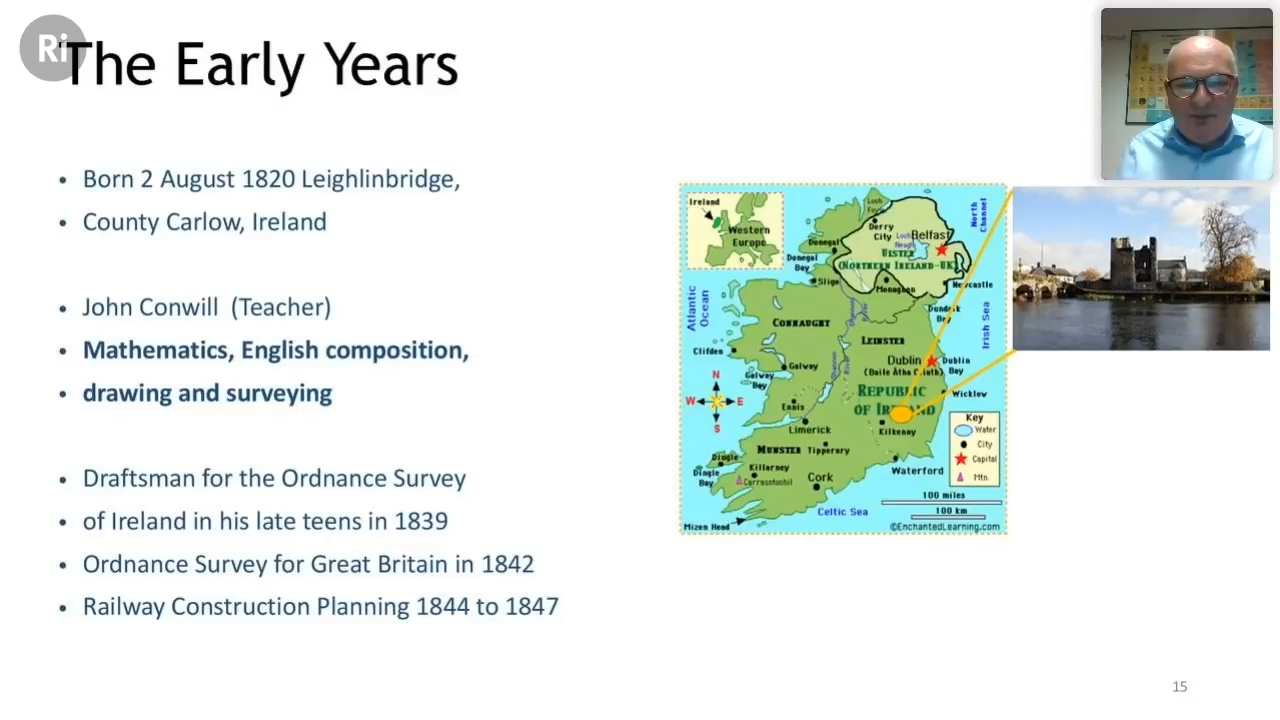 Ri
The Early Years
• Born 2 August 1820 Leighlinbridge,
• County Carlow, Ireland
• John Conwill (Teacher)
• Mathematics, English composition,
• drawing and surveying
• Draftsman for the Ordnance Survey
• of Ireland in his late teens in 1839
• Ordnance Survey for Great Britain in 1842
• Railway Construction Planning 1844 to 1847
Ireland
Western
Europe
North
Channel
Loch
Derry
City
Loch
Neagh
Belfast
Donegal
ULSTER
(NORTHERN IRELAND-UK)
Donegal
Bay
Sligo
Monaghan
Newcastle
Atlantic
Ocean
Dundalk
Bay
Irish Sea
CONNAUGHT
LEINSTER
Clifden
Galway
Galway
Bay
Shannon
River
Dublin
(Baile Átha Cliath)
Dublin
Bay
N
W
E
S
REPUBLIC
OF IRELAND
Wicklow
Ennis
Limerick
Kilkenny
Key
Water
City
Capital
Mtn.
MUNSTER
Tipperary
Dingle
Dingle
Bay
Killarney
Carrauntoohil
Cork
Waterford
100 miles
100 km
Celtic Sea
Mizen Head
©EnchantedLearning.com
15